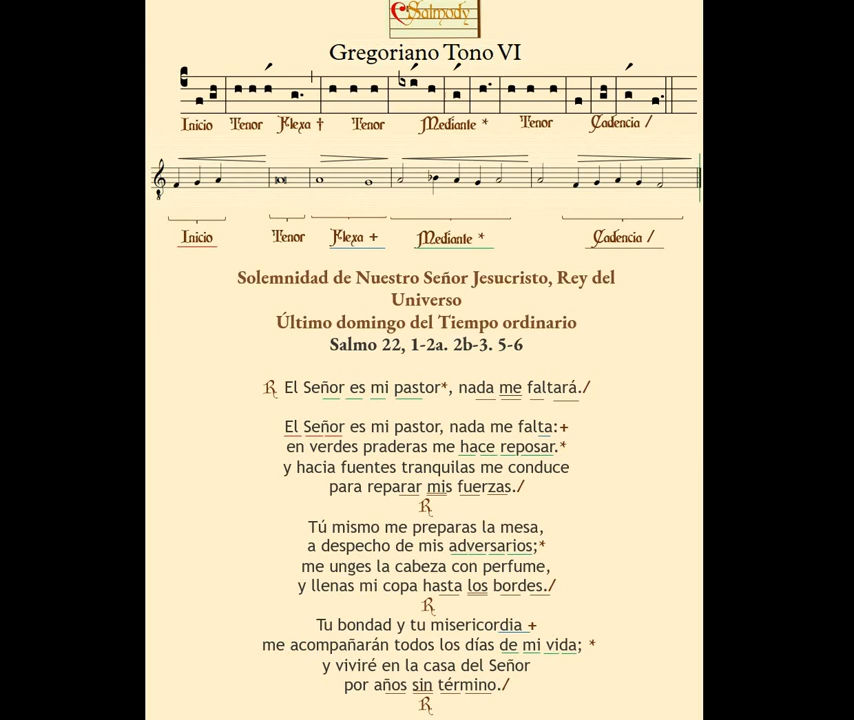 Salmody
Gregoriano Tono VI
Inicio Tenor Flexa † Tenor Mediante * Tenor Cadencia /
Inicio Tenor Flexa + Mediante * Cadencia /
Solemnidad de Nuestro Señor Jesucristo, Rey del
Universo
Último domingo del Tiempo ordinario
Salmo 22, 1-2a. 2b-3. 5-6
R El Señor es mi pastor*, nada me faltará./
El Señor es mi pastor, nada me falta:+
en verdes praderas me hace reposar.*
y hacia fuentes tranquilas me conduce
para reparar mis fuerzas./
R
Tú mismo me preparas la mesa,
a despecho de mis adversarios;*
me unges la cabeza con perfume,
y llenas mi copa hasta los bordes./
R
Tu bondad y tu misericordia +
me acompañarán todos los días de mi vida; *
y viviré en la casa del Señor
por años sin término./
R